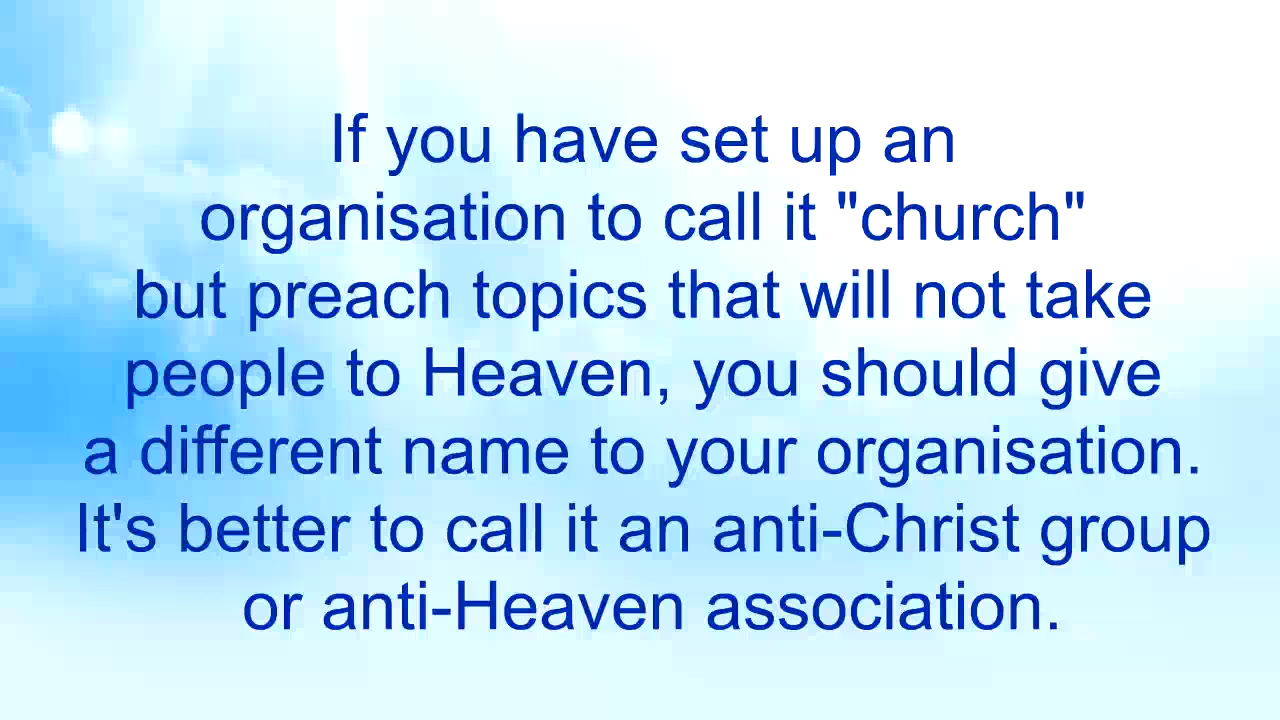 If you have set up an
organisation to call it "church"
but preach topics that will not take
people to Heaven, you should give
a different name to your organisation.
It's better to call it an anti-Christ group
or anti-Heaven association.